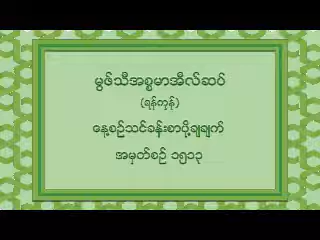 မွဖ်သီအစ္စမာအီလ်ဆပ်
(ရန်ကုန်)
နေ့စဉ်သင်ခန်းစာပို့ချချက်
အမှတ်စဉ် ၁၅၁၃